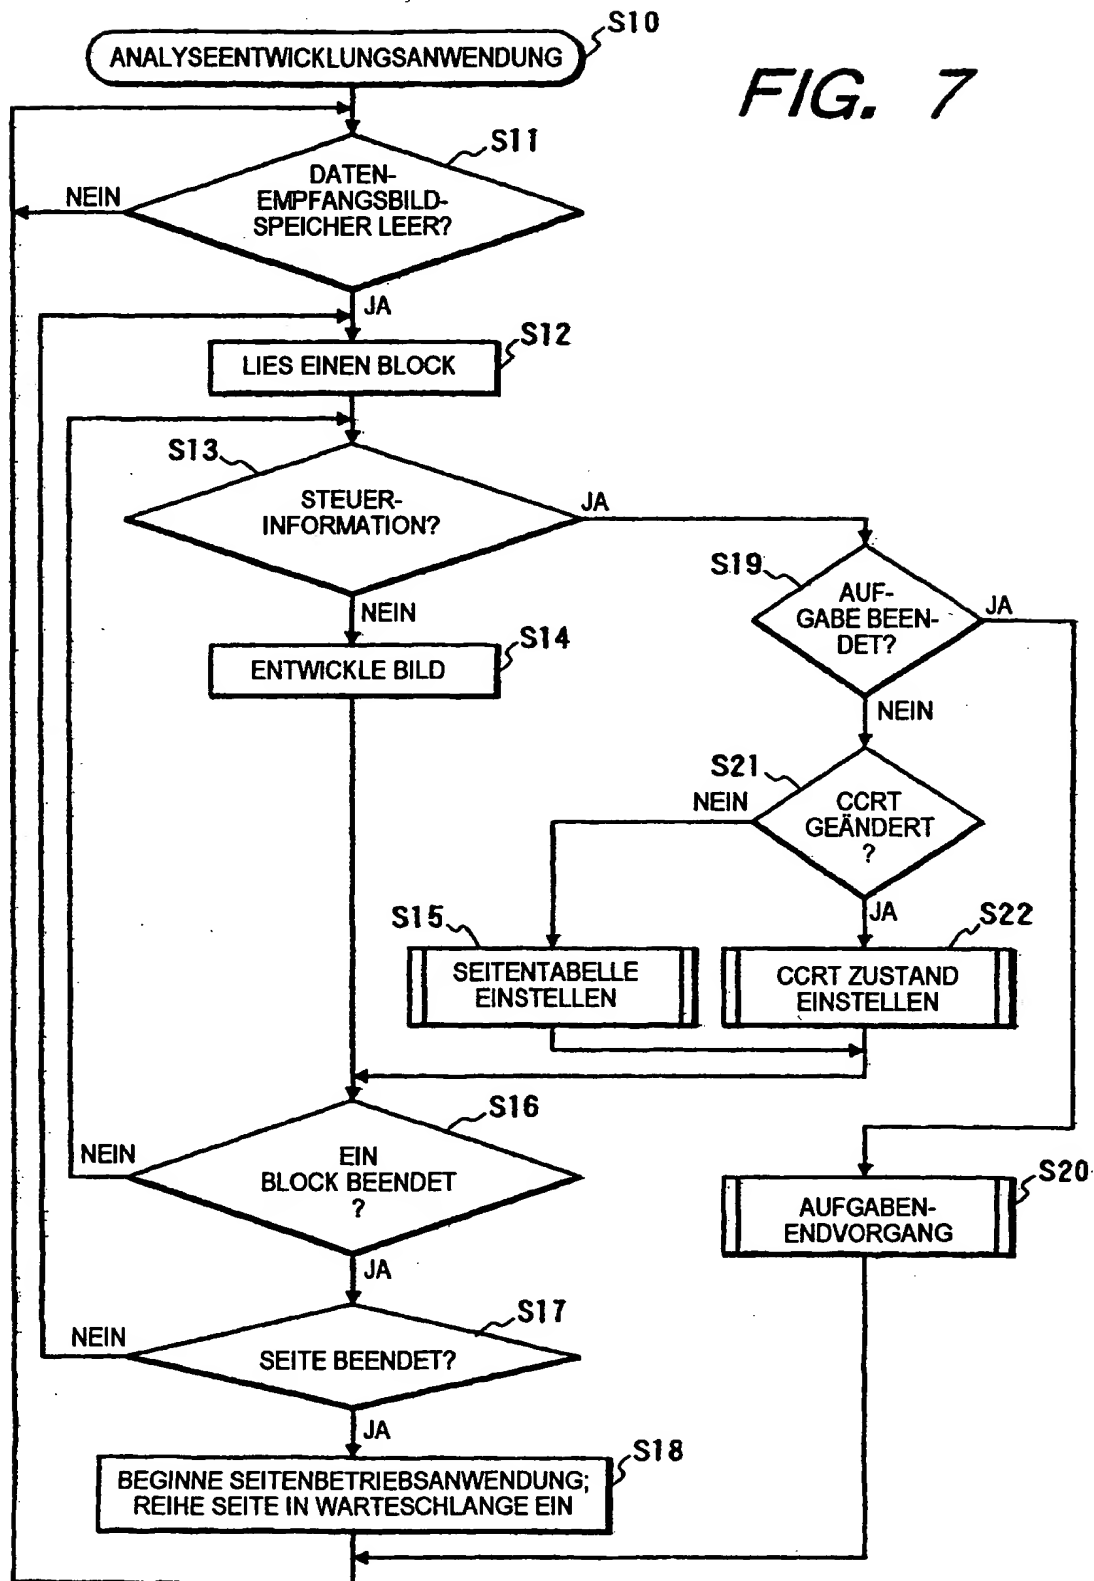 S10
ANALYSEENTWICKLUNGSANWENDUNG
FIG. 7
S11
DATEN-
EMPFANGSBILD-
SPEICHER LEER?
NEIN
JA
S12
LIES EINEN BLOCK
S13
STEUER-
INFORMATION?
JA
NEIN
S19
AUF-
GABE BEEN-
DET?
JA
NEIN
S14
ENTWICKLE BILD
S21
CCRT
GEÄNDERT
?
NEIN
JA
S15
SEITENTABELLE
EINSTELLEN
S22
CCRT ZUSTAND
EINSTELLEN
S16
EIN
BLOCK BEENDET
?
NEIN
JA
S20
AUFGABEN-
ENDVORGANG
S17
SEITE BEENDET?
NEIN
JA
S18
BEGINNE SEITENBETRIEBSANWENDUNG;
REIHE SEITE IN WARTESCHLANGE EIN